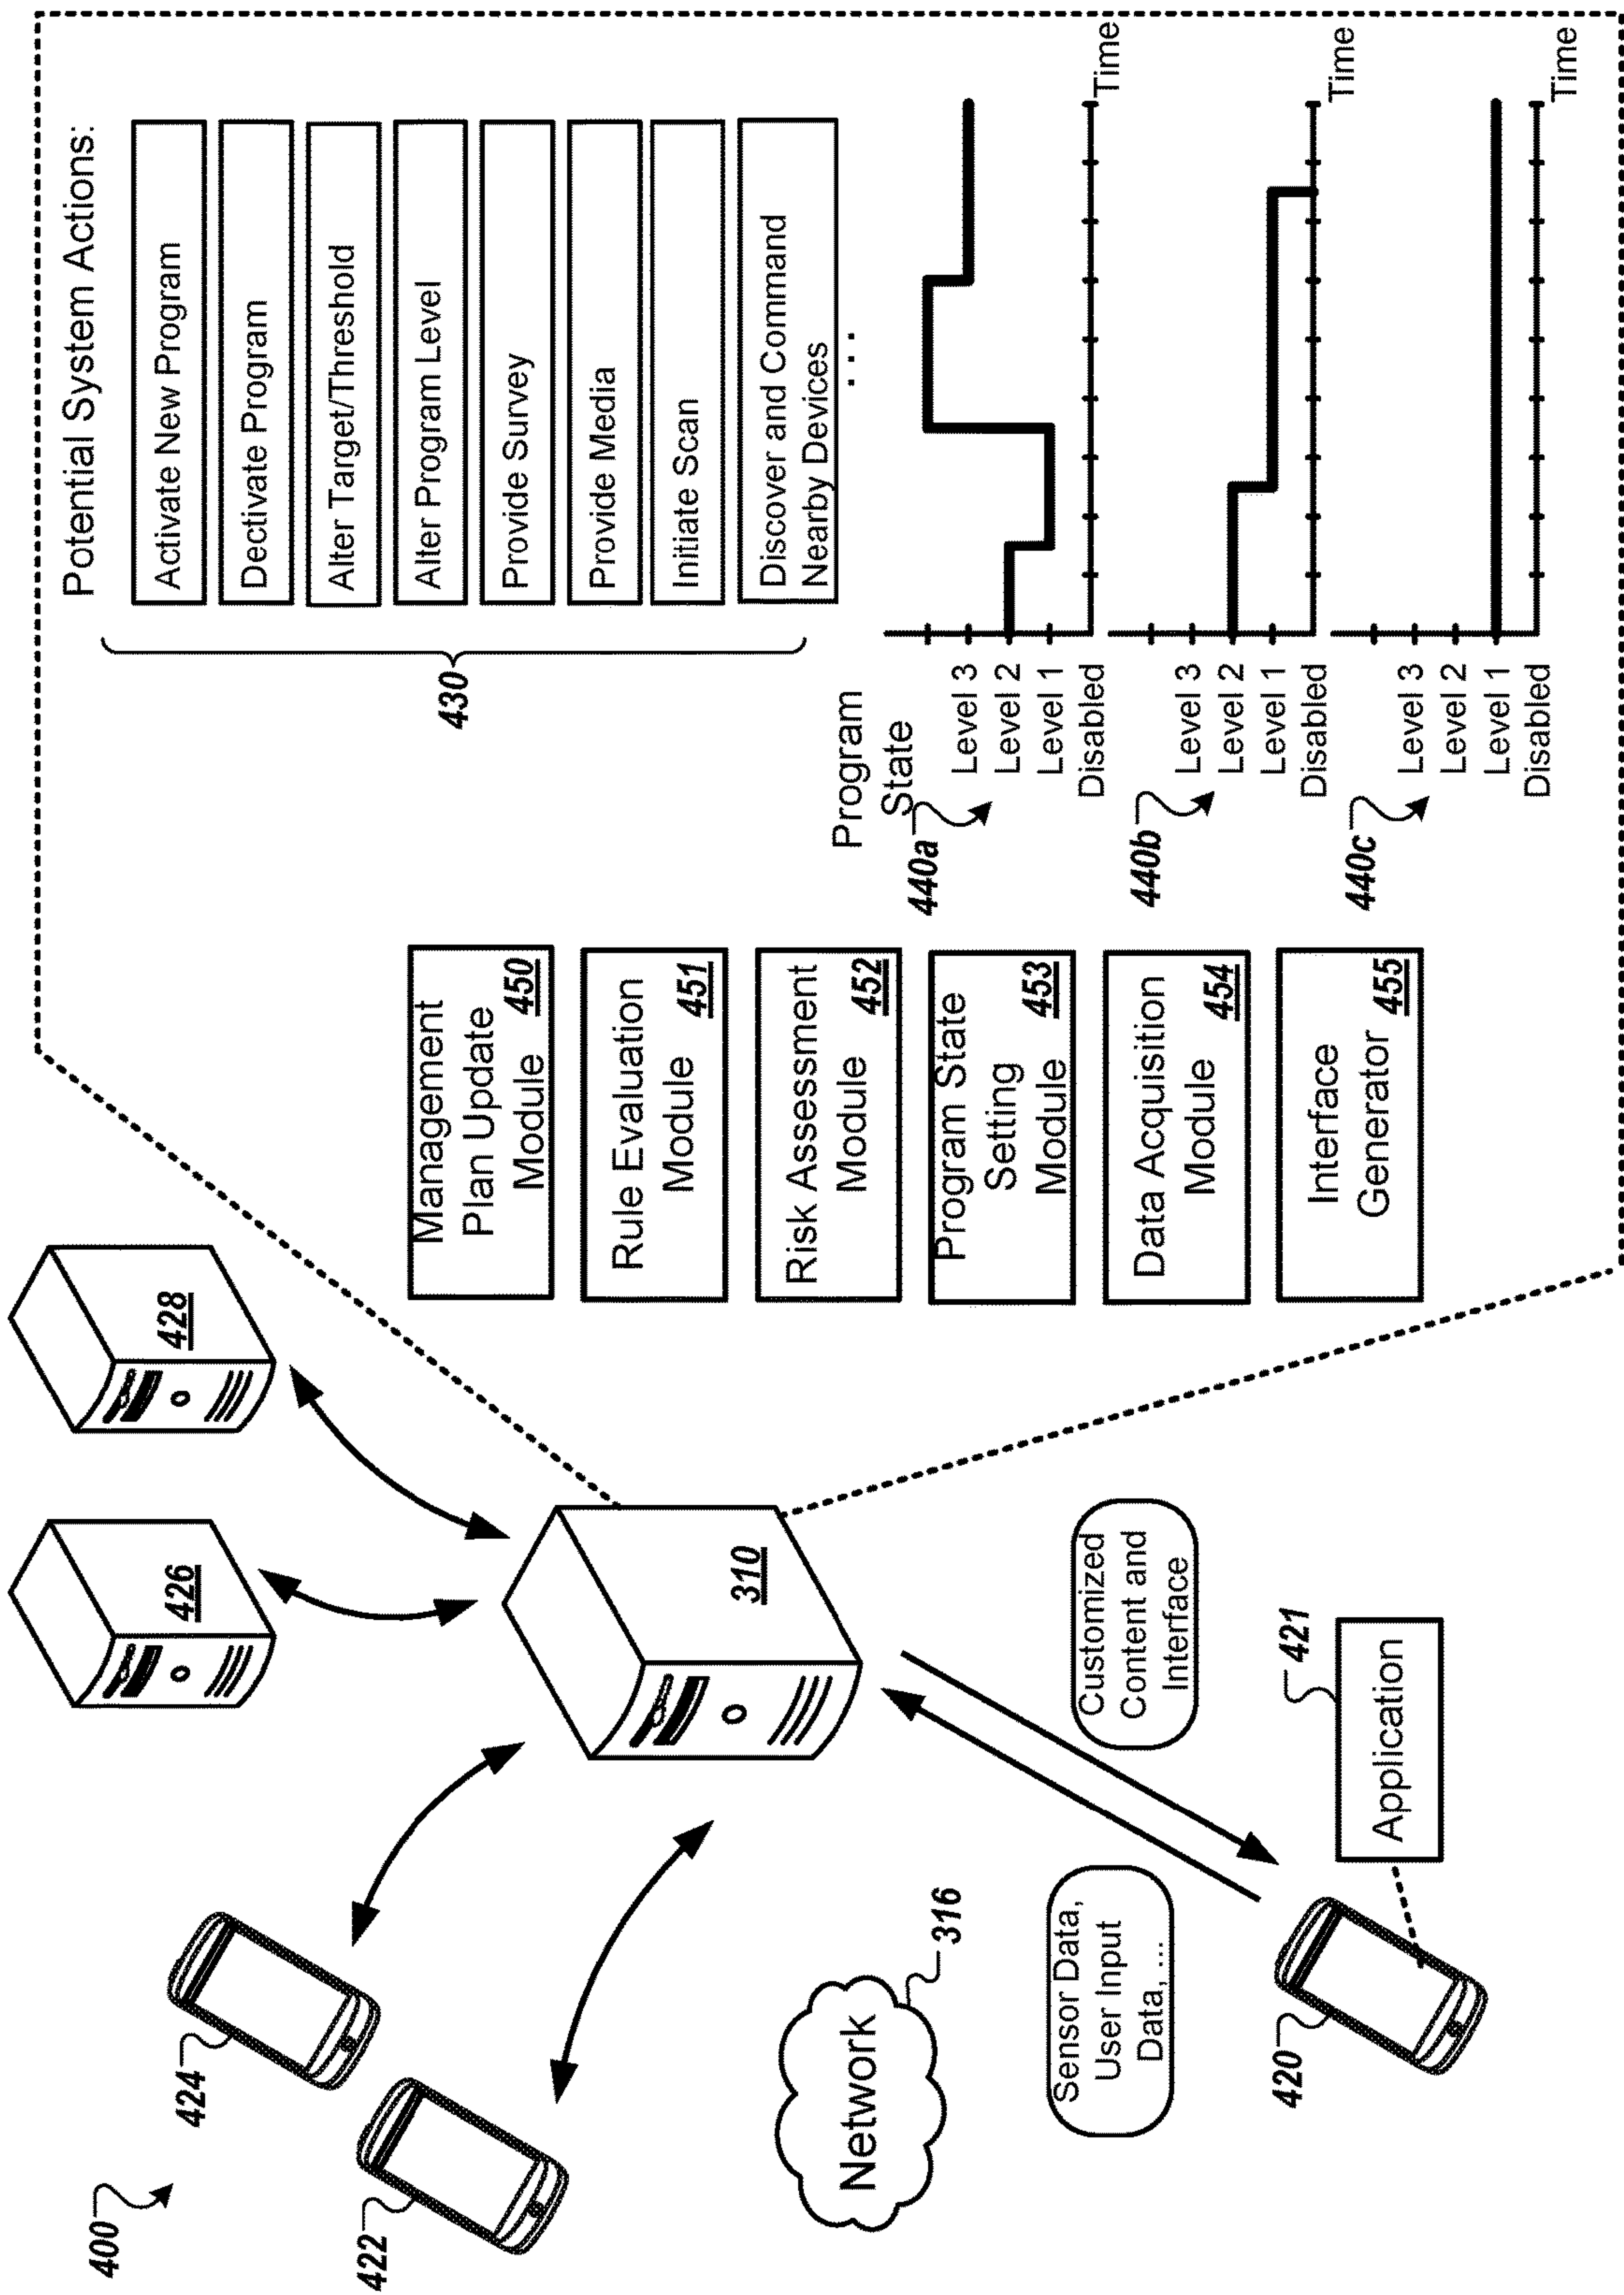 400
424
422
426
428
310
Network
316
Sensor Data,
User Input
Data, ...
Customized
Content and
Interface
420
Application
421
Management
Plan Update
Module
450
Rule Evaluation
Module
451
Risk Assessment
Module
452
Program State
Setting
Module
453
Data Acquisition
Module
454
Interface
Generator
455
Potential System Actions:
Activate New Program
Dectivate Program
Alter Target/Threshold
Alter Program Level
Provide Survey
Provide Media
Initiate Scan
Discover and Command
Nearby Devices
...
430
Program
State
440a
Level 3
Level 2
Level 1
Disabled
Time
440b
Level 3
Level 2
Level 1
Disabled
Time
440c
Level 3
Level 2
Level 1
Disabled
Time